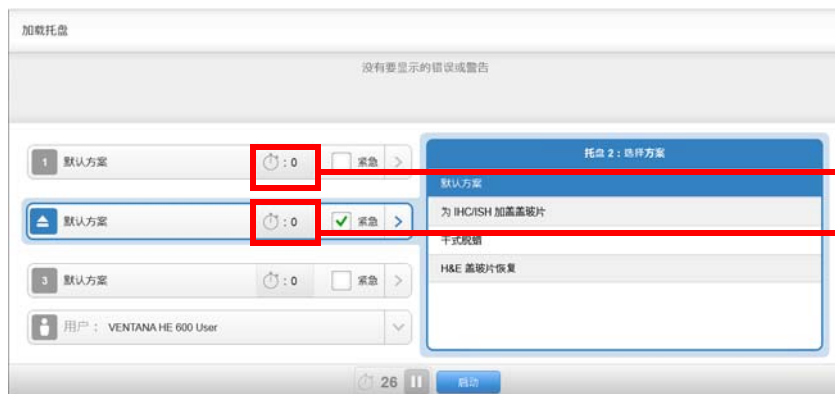 加载托盘
没有要显示的错误或警告
1 默认方案 : 0 紧急 >
默认方案 : 0 紧急 >
3 默认方案 : 0 紧急 >
用户： VENTANA HE 600 User
托盘 2：选择方案
默认方案
为 IHC/ISH 加盖盖玻片
干式脱蜡
H&E 盖玻片恢复
26 启动